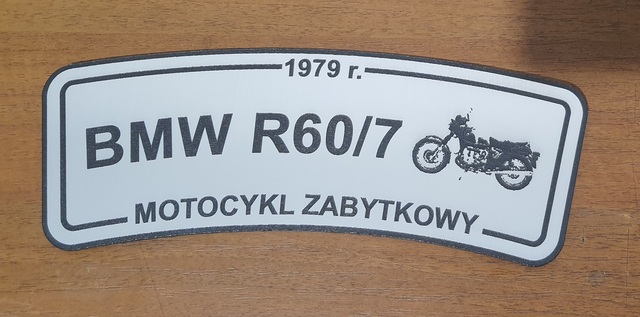 1979 r.
BMW R60/7
MOTOCYKL ZABYTKOWY